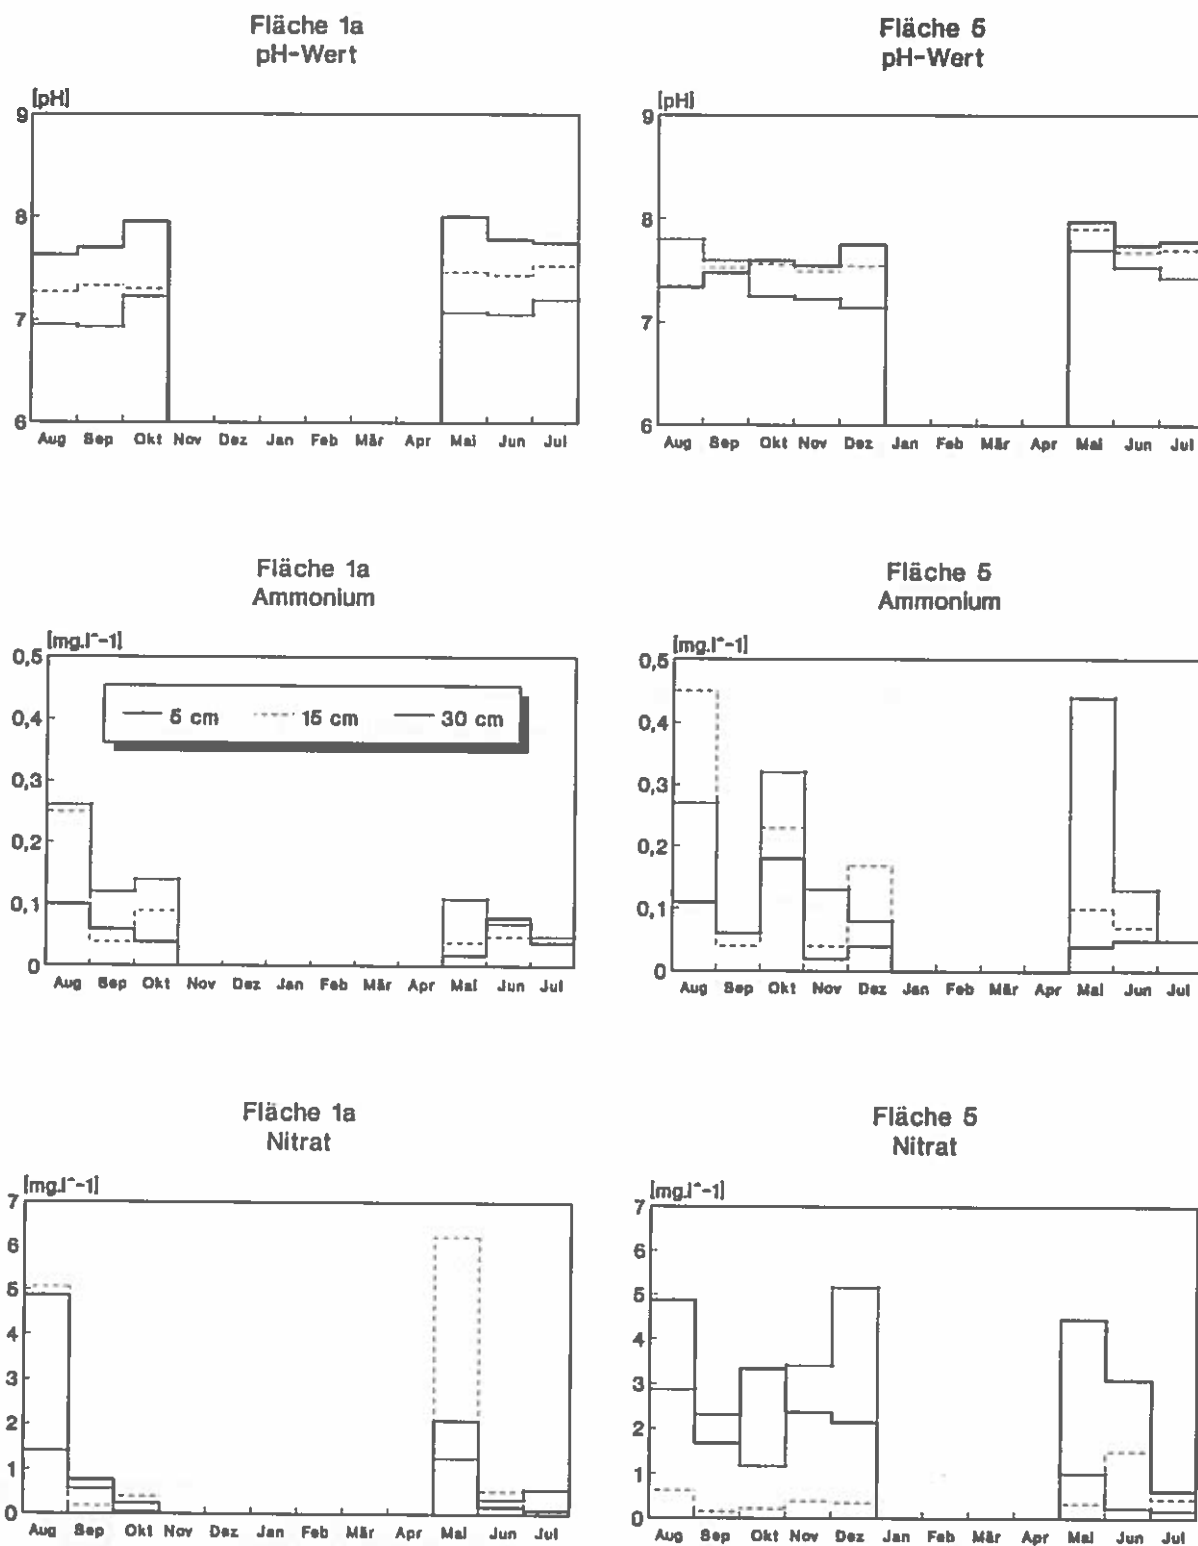 Fläche 1a
pH-Wert
[pH]
9
8
7
6
Aug Sep Okt Nov Dez Jan Feb Mär Apr Mai Jun Jul
Fläche 5
pH-Wert
[pH]
9
8
7
6
Aug Sep Okt Nov Dez Jan Feb Mär Apr Mai Jun Jul
Fläche 1a
Ammonium
[mg.l^-1]
0,5
0,4
0,3
0,2
0,1
0
5 cm 15 cm 30 cm
Aug Sep Okt Nov Dez Jan Feb Mär Apr Mai Jun Jul
Fläche 5
Ammonium
[mg.l^-1]
0,5
0,4
0,3
0,2
0,1
0
Aug Sep Okt Nov Dez Jan Feb Mär Apr Mai Jun Jul
Fläche 1a
Nitrat
[mg.l^-1]
7
6
5
4
3
2
1
0
Aug Sep Okt Nov Dez Jan Feb Mär Apr Mai Jun Jul
Fläche 5
Nitrat
[mg.l^-1]
7
6
5
4
3
2
1
0
Aug Sep Okt Nov Dez Jan Feb Mär Apr Mai Jun Jul